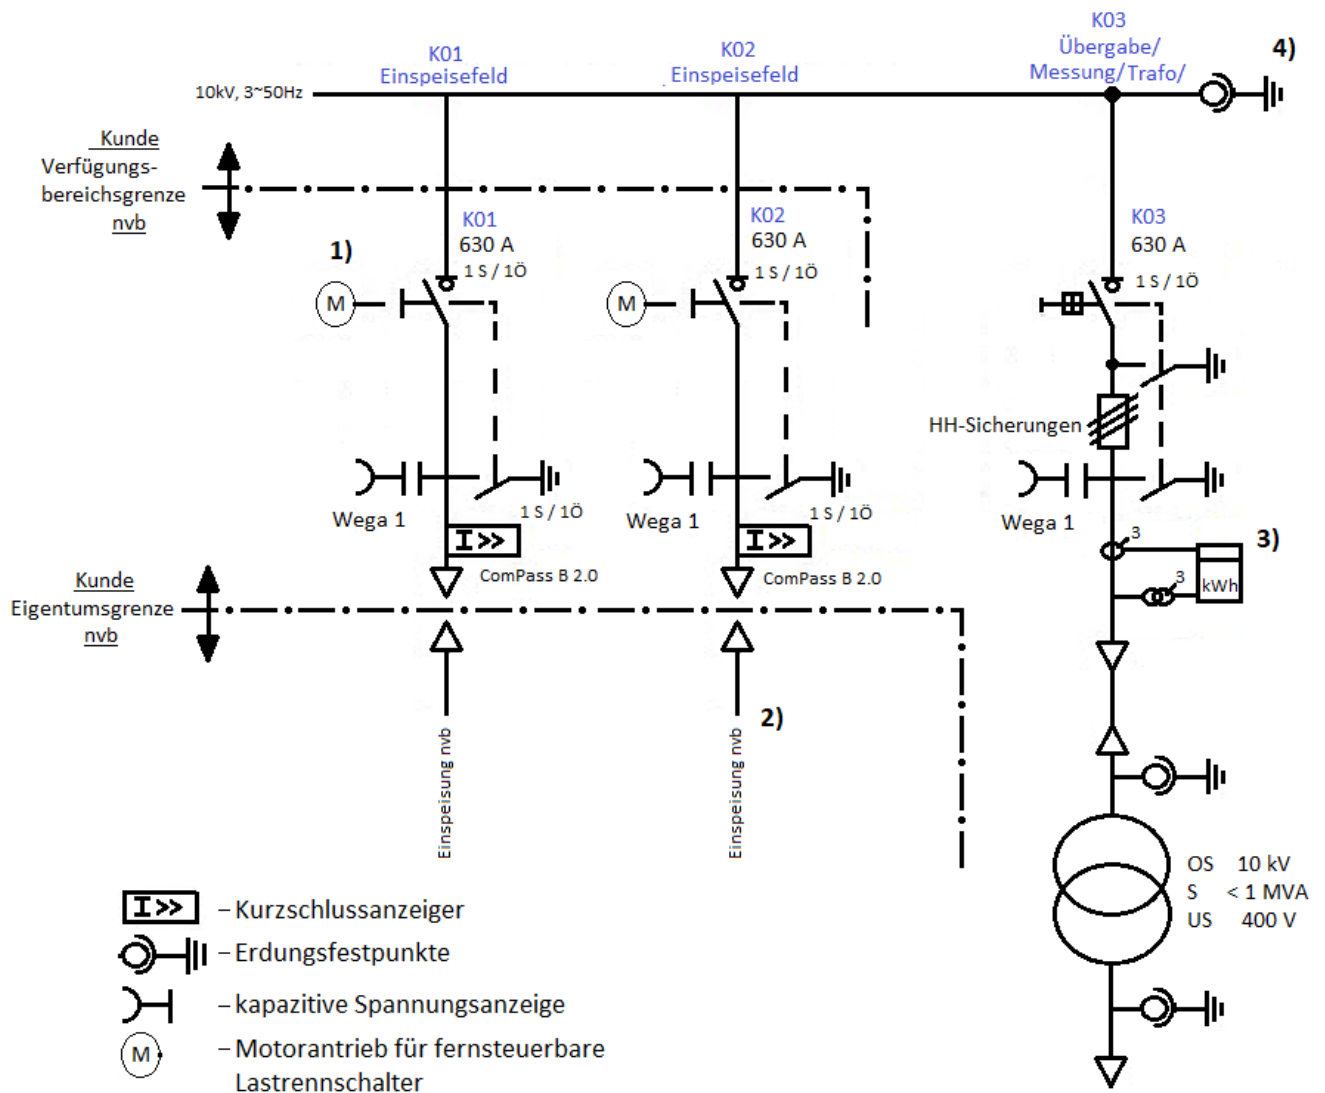 K01
Einspeisefeld
K02
Einspeisefeld
K03
Übergabe/
Messung/Trafo/
4)
10kV, 3~50Hz
Kunde
Verfügungs-
bereichsgrenze
nvb
K01
630 A
1 S / 1Ö
1)
M
K02
630 A
1 S / 1Ö
M
K03
630 A
1 S / 1Ö
HH-Sicherungen
Wega 1
1 S / 1Ö
I >>
ComPass B 2.0
Wega 1
1 S / 1Ö
I >>
ComPass B 2.0
Wega 1
3
3
kWh
3)
Kunde
Eigentumsgrenze
nvb
Einspeisung nvb
Einspeisung nvb
2)
OS 10 kV
S < 1 MVA
US 400 V
I >> – Kurzschlussanzeiger
– Erdungsfestpunkte
– kapazitive Spannungsanzeige
M – Motorantrieb für fernsteuerbare
Lastrennschalter